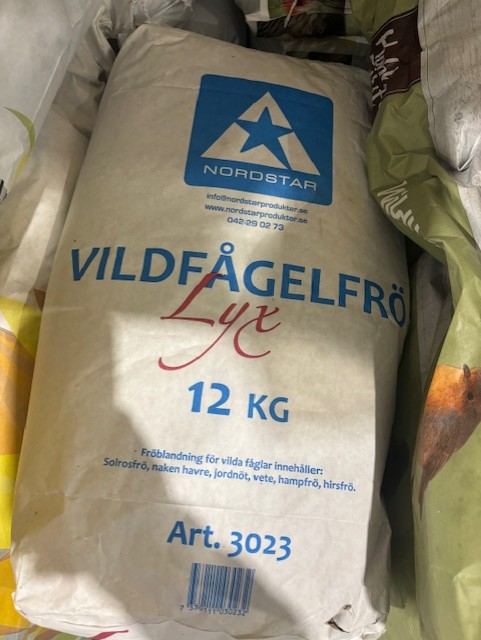 NORDSTAR
info@nordstarprodukter.se
www.nordstarprodukter.se
042-29 02 73
VILDFÅGELFRÖ
Lyx
12 KG
Fröblandning för vilda fåglar innehåller:
Solrosfrö, naken havre, jordnöt, vete, hampfrö, hirsfrö.
Art. 3023